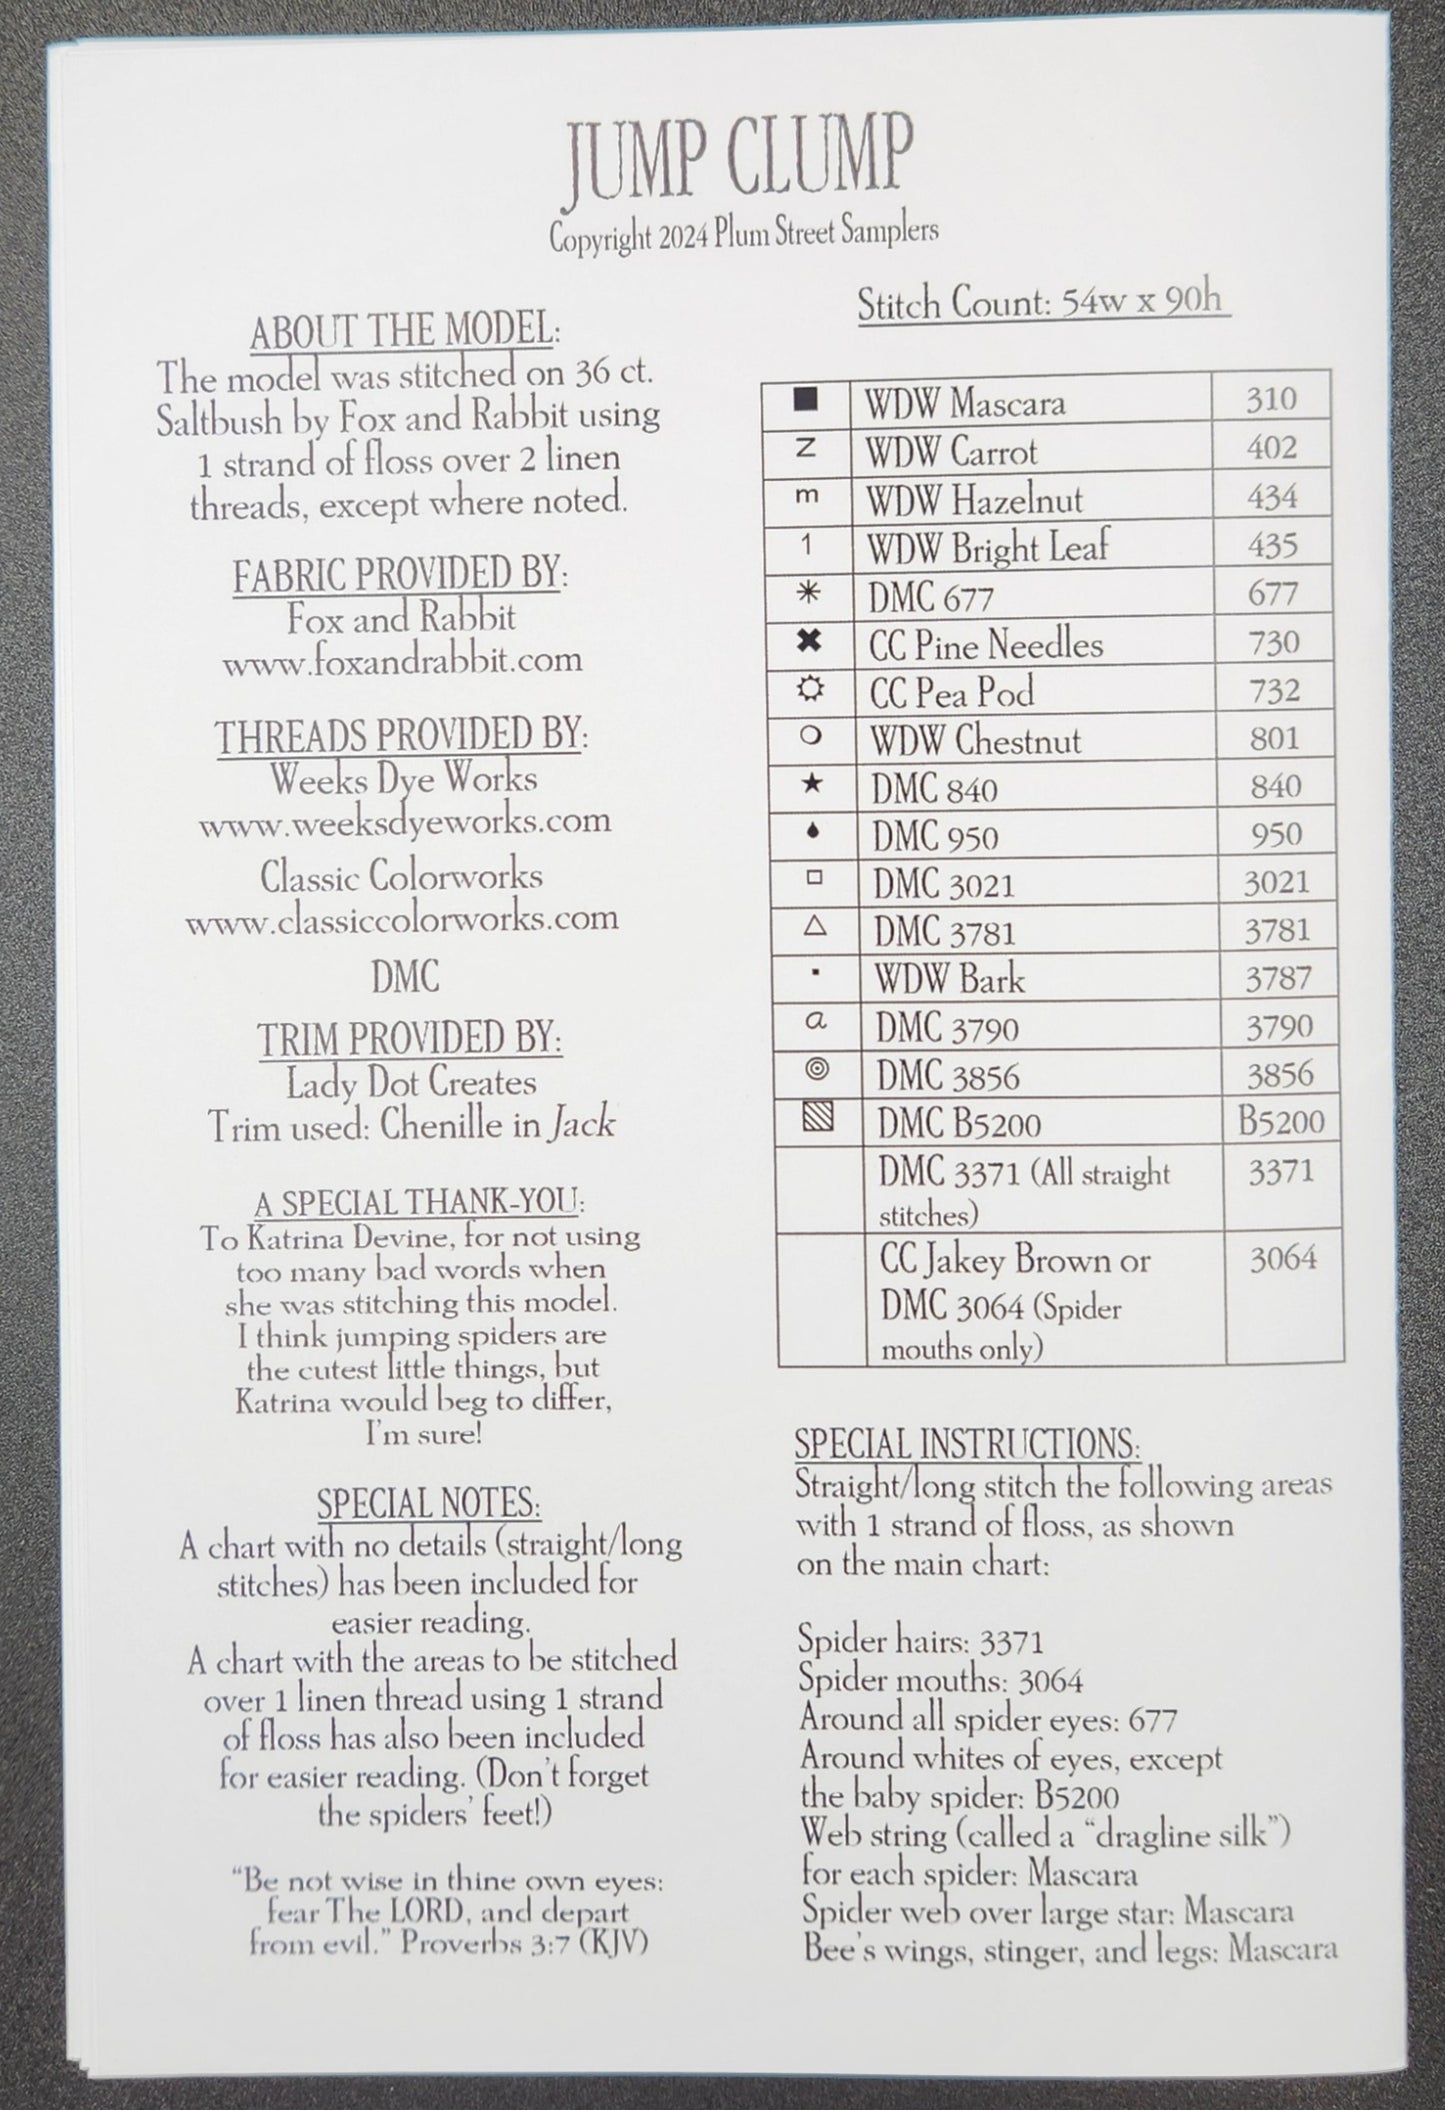 JUMP CLUMP
Copyright 2024 Plum Street Samplers
ABOUT THE MODEL:
The model was stitched on 36 ct.
Saltbush by Fox and Rabbit using
1 strand of floss over 2 linen
threads, except where noted.
FABRIC PROVIDED BY:
Fox and Rabbit
www.foxandrabbit.com
THREADS PROVIDED BY:
Weeks Dye Works
www.weeksdyeworks.com
Classic Colorworks
www.classiccolorworks.com
DMC
TRIM PROVIDED BY:
Lady Dot Creates
Trim used: Chenille in Jack
A SPECIAL THANK-YOU:
To Katrina Devine, for not using
too many bad words when
she was stitching this model.
I think jumping spiders are
the cutest little things, but
Katrina would beg to differ,
I'm sure!
SPECIAL NOTES:
A chart with no details (straight/long
stitches) has been included for
easier reading.
A chart with the areas to be stitched
over 1 linen thread using 1 strand
of floss has also been included
for easier reading. (Don't forget
the spiders' feet!)
"Be not wise in thine own eyes:
fear The LORD, and depart
from evil." Proverbs 3:7 (KJV)
Stitch Count: 54w x 90h
■ WDW Mascara 310
Z WDW Carrot 402
m WDW Hazelnut 434
1 WDW Bright Leaf 435
✳ DMC 677 677
✖ CC Pine Needles 730
☼ CC Pea Pod 732
❍ WDW Chestnut 801
★ DMC 840 840
♦ DMC 950 950
□ DMC 3021 3021
△ DMC 3781 3781
▪ WDW Bark 3787
a DMC 3790 3790
◎ DMC 3856 3856
▧ DMC B5200 B5200
DMC 3371 (All straight 3371
stitches)
CC Jakey Brown or 3064
DMC 3064 (Spider
mouths only)
SPECIAL INSTRUCTIONS:
Straight/long stitch the following areas
with 1 strand of floss, as shown
on the main chart:
Spider hairs: 3371
Spider mouths: 3064
Around all spider eyes: 677
Around whites of eyes, except
the baby spider: B5200
Web string (called a "dragline silk")
for each spider: Mascara
Spider web over large star: Mascara
Bee's wings, stinger, and legs: Mascara